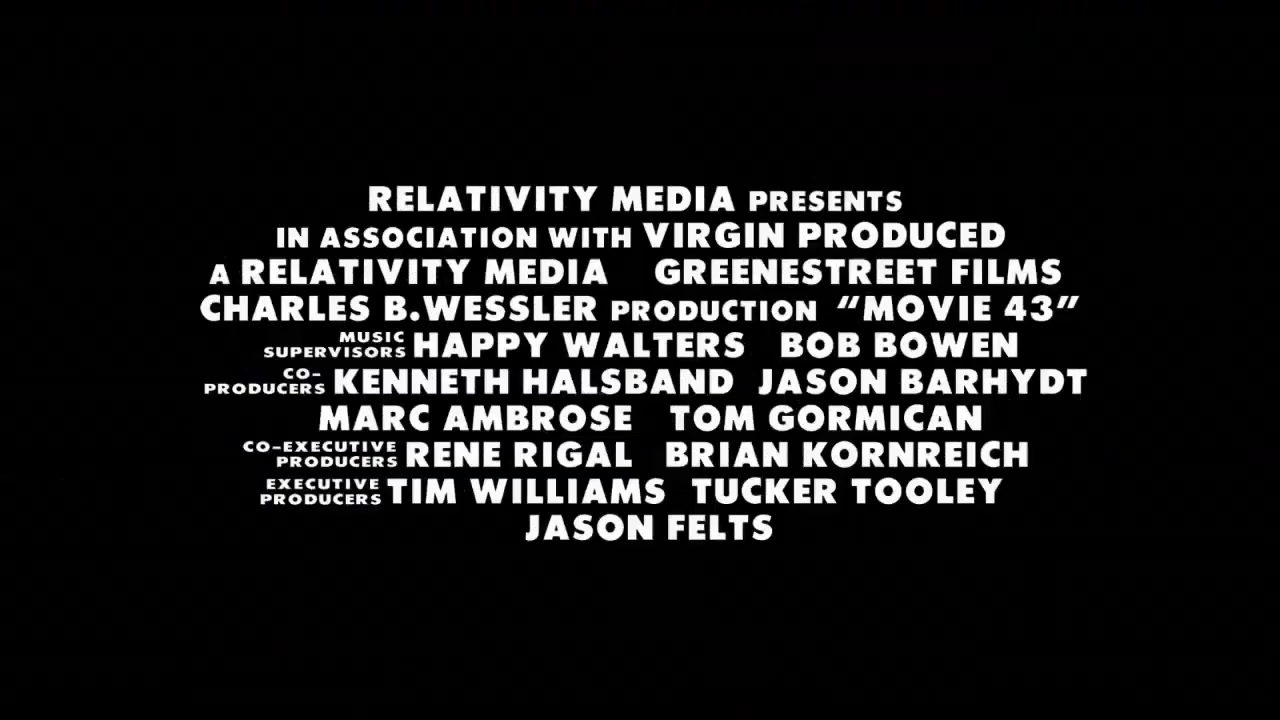 RELATIVITY MEDIA PRESENTS
IN ASSOCIATION WITH VIRGIN PRODUCED
A RELATIVITY MEDIA GREENESTREET FILMS
CHARLES B.WESSLER PRODUCTION “MOVIE 43”
MUSIC SUPERVISORS HAPPY WALTERS BOB BOWEN
CO-PRODUCERS KENNETH HALSBAND JASON BARHYDT
MARC AMBROSE TOM GORMICAN
CO-EXECUTIVE PRODUCERS RENE RIGAL BRIAN KORNREICH
EXECUTIVE PRODUCERS TIM WILLIAMS TUCKER TOOLEY
JASON FELTS